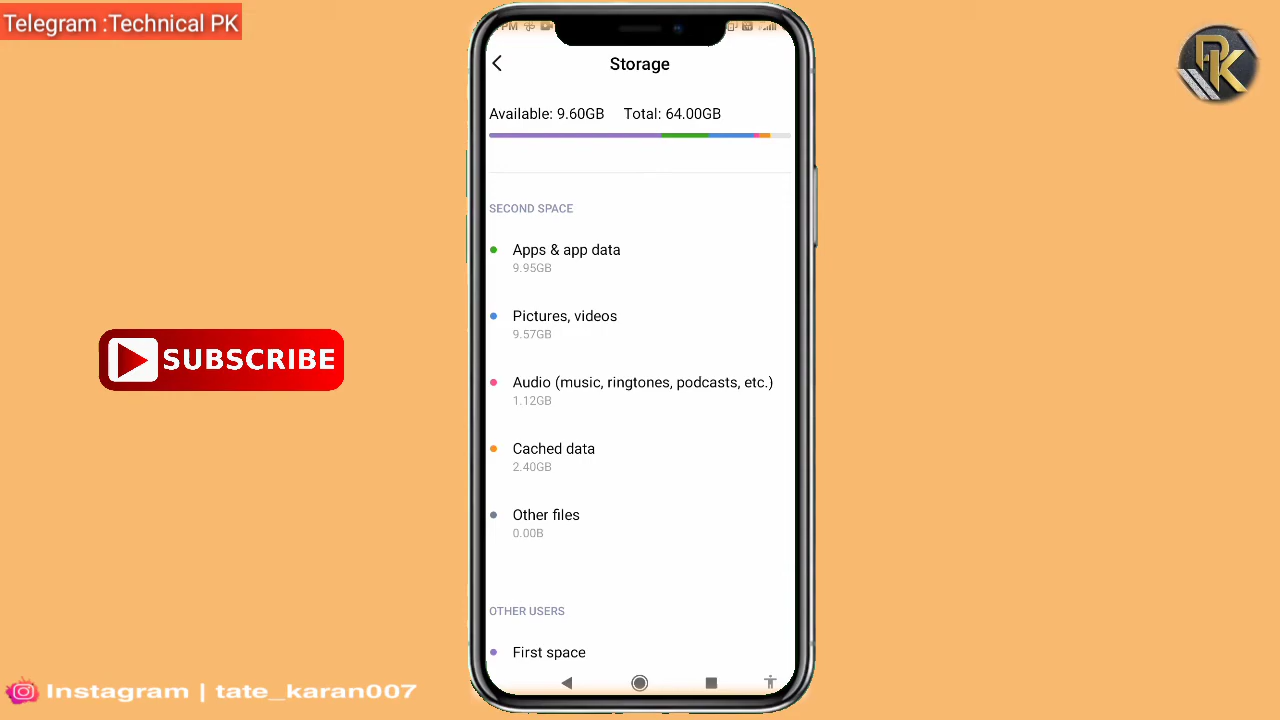 Telegram :Technical PK
PM
PK
Storage
Available: 9.60GB Total: 64.00GB
SECOND SPACE
Apps & app data
9.95GB
Pictures, videos
9.57GB
SUBSCRIBE
Audio (music, ringtones, podcasts, etc.)
1.12GB
Cached data
2.40GB
Other files
0.00B
OTHER USERS
First space
Instagram | tate_karan007